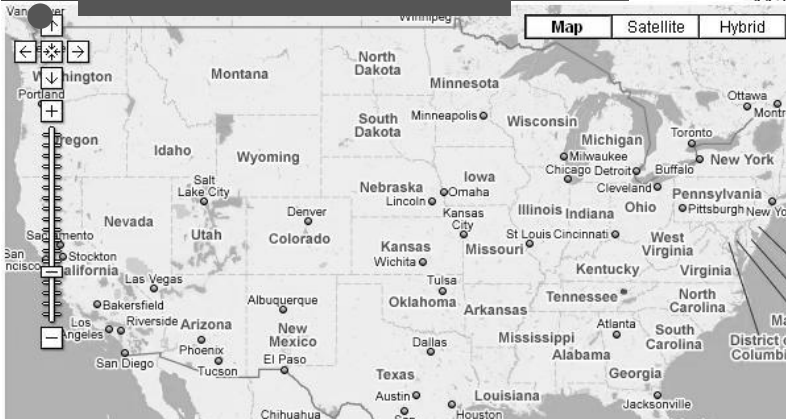 Winnipeg
Map Satellite Hybrid
North Dakota
Montana
Minnesota
Portland
Ottawa
South Dakota
Minneapolis
Wisconsin
Toronto
Michigan
Idaho
Wyoming
Milwaukee
Buffalo
New York
Salt Lake City
Iowa
Chicago
Detroit
Nebraska
Omaha
Cleveland
Pennsylvania
Lincoln
Denver
Kansas City
Illinois
Indiana
Ohio
Pittsburgh
Nevada
Utah
Colorado
St Louis
Cincinnati
West Virginia
Kansas
Missouri
Stockton
Wichita
Kentucky
Virginia
Las Vegas
Tulsa
Bakersfield
Albuquerque
Oklahoma
Tennessee
North Carolina
Arkansas
Los Angeles
Riverside
Arizona
New Mexico
Atlanta
Phoenix
Dallas
Mississippi
Alabama
South Carolina
San Diego
Tucson
El Paso
Texas
Georgia
Austin
Louisiana
Jacksonville
Chihuahua
Houston